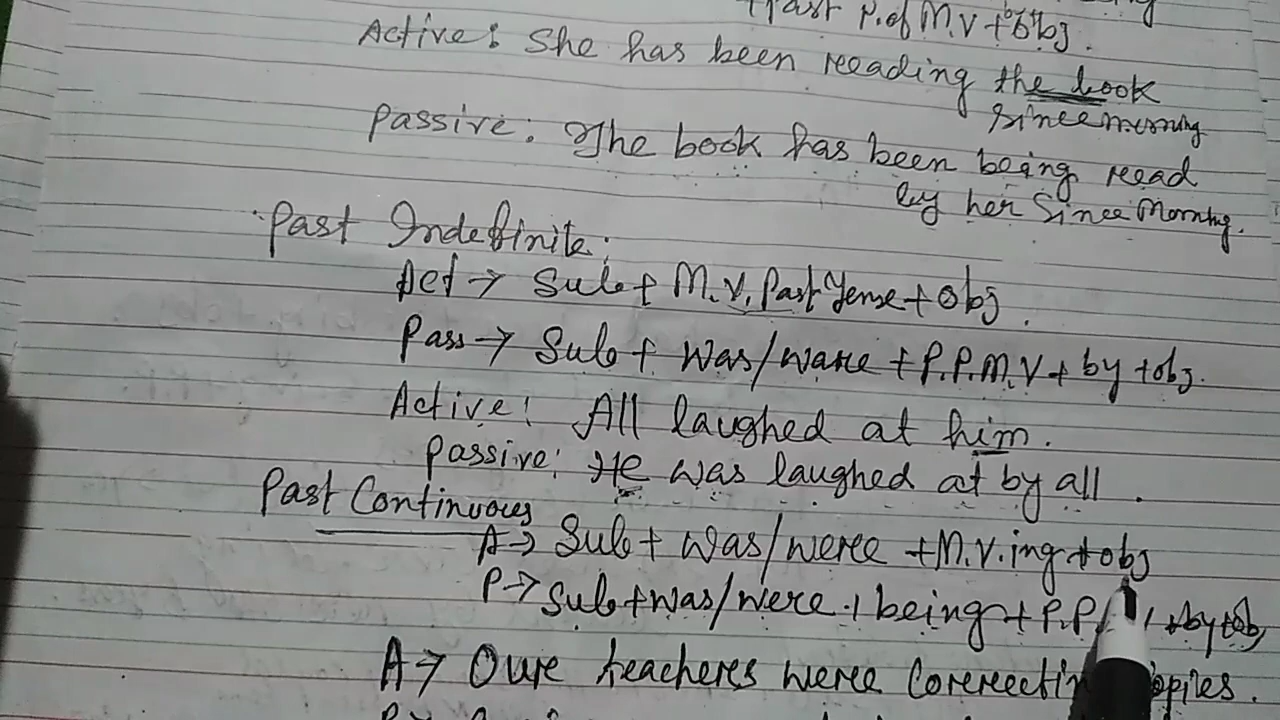 +Past P. of M.V + obj.
Active: She has been reading the book
Since morning
Passive: The book has been being read
by her Since Morning.
Past Indefinite:
Act → Sub + M.V. Past Tense + obj.
Pass → Sub + was/ware + P.P.M.V + by + obj.
Active: All laughed at him.
Passive: He was laughed at by all.
Past Continuous
A → Sub + was/were + M.V.ing + obj
P → Sub + was/were + being + P.P + by + obj
A → Our teachers were Correctin opies.